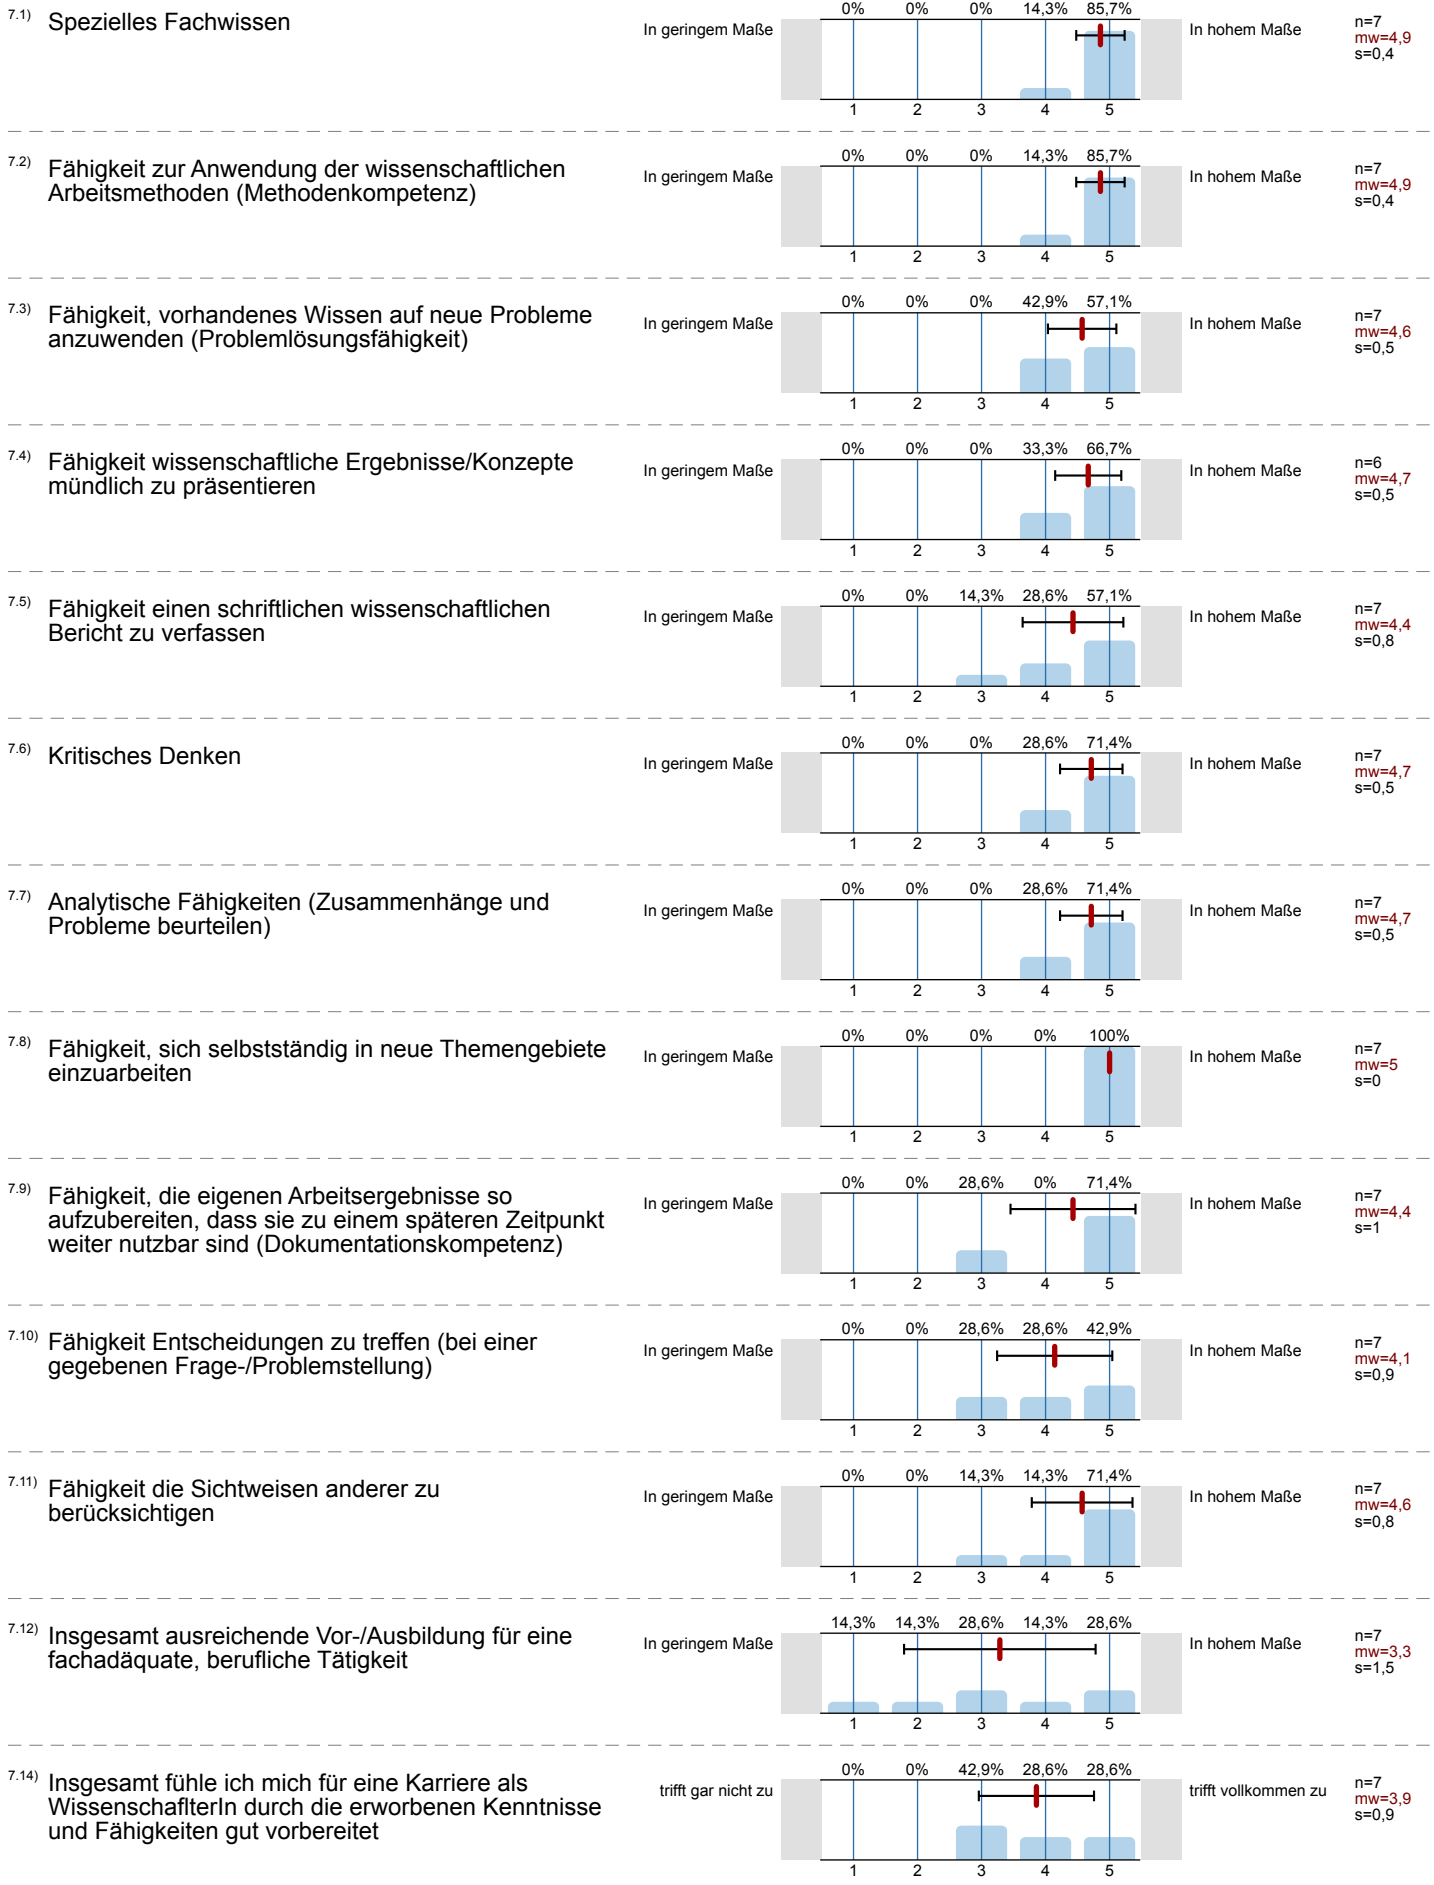 7.1) Spezielles Fachwissen
In geringem Maße
0% 0% 0% 14,3% 85,7%
1 2 3 4 5
In hohem Maße
n=7
mw=4,9
s=0,4
7.2) Fähigkeit zur Anwendung der wissenschaftlichen
Arbeitsmethoden (Methodenkompetenz)
In geringem Maße
0% 0% 0% 14,3% 85,7%
1 2 3 4 5
In hohem Maße
n=7
mw=4,9
s=0,4
7.3) Fähigkeit, vorhandenes Wissen auf neue Probleme
anzuwenden (Problemlösungsfähigkeit)
In geringem Maße
0% 0% 0% 42,9% 57,1%
1 2 3 4 5
In hohem Maße
n=7
mw=4,6
s=0,5
7.4) Fähigkeit wissenschaftliche Ergebnisse/Konzepte
mündlich zu präsentieren
In geringem Maße
0% 0% 0% 33,3% 66,7%
1 2 3 4 5
In hohem Maße
n=6
mw=4,7
s=0,5
7.5) Fähigkeit einen schriftlichen wissenschaftlichen
Bericht zu verfassen
In geringem Maße
0% 0% 14,3% 28,6% 57,1%
1 2 3 4 5
In hohem Maße
n=7
mw=4,4
s=0,8
7.6) Kritisches Denken
In geringem Maße
0% 0% 0% 28,6% 71,4%
1 2 3 4 5
In hohem Maße
n=7
mw=4,7
s=0,5
7.7) Analytische Fähigkeiten (Zusammenhänge und
Probleme beurteilen)
In geringem Maße
0% 0% 0% 28,6% 71,4%
1 2 3 4 5
In hohem Maße
n=7
mw=4,7
s=0,5
7.8) Fähigkeit, sich selbstständig in neue Themengebiete
einzuarbeiten
In geringem Maße
0% 0% 0% 0% 100%
1 2 3 4 5
In hohem Maße
n=7
mw=5
s=0
7.9) Fähigkeit, die eigenen Arbeitsergebnisse so
aufzubereiten, dass sie zu einem späteren Zeitpunkt
weiter nutzbar sind (Dokumentationskompetenz)
In geringem Maße
0% 0% 28,6% 0% 71,4%
1 2 3 4 5
In hohem Maße
n=7
mw=4,4
s=1
7.10) Fähigkeit Entscheidungen zu treffen (bei einer
gegebenen Frage-/Problemstellung)
In geringem Maße
0% 0% 28,6% 28,6% 42,9%
1 2 3 4 5
In hohem Maße
n=7
mw=4,1
s=0,9
7.11) Fähigkeit die Sichtweisen anderer zu
berücksichtigen
In geringem Maße
0% 0% 14,3% 14,3% 71,4%
1 2 3 4 5
In hohem Maße
n=7
mw=4,6
s=0,8
7.12) Insgesamt ausreichende Vor-/Ausbildung für eine
fachadäquate, berufliche Tätigkeit
In geringem Maße
14,3% 14,3% 28,6% 14,3% 28,6%
1 2 3 4 5
In hohem Maße
n=7
mw=3,3
s=1,5
7.14) Insgesamt fühle ich mich für eine Karriere als
WissenschaflterIn durch die erworbenen Kenntnisse
und Fähigkeiten gut vorbereitet
trifft gar nicht zu
0% 0% 42,9% 28,6% 28,6%
1 2 3 4 5
trifft vollkommen zu
n=7
mw=3,9
s=0,9